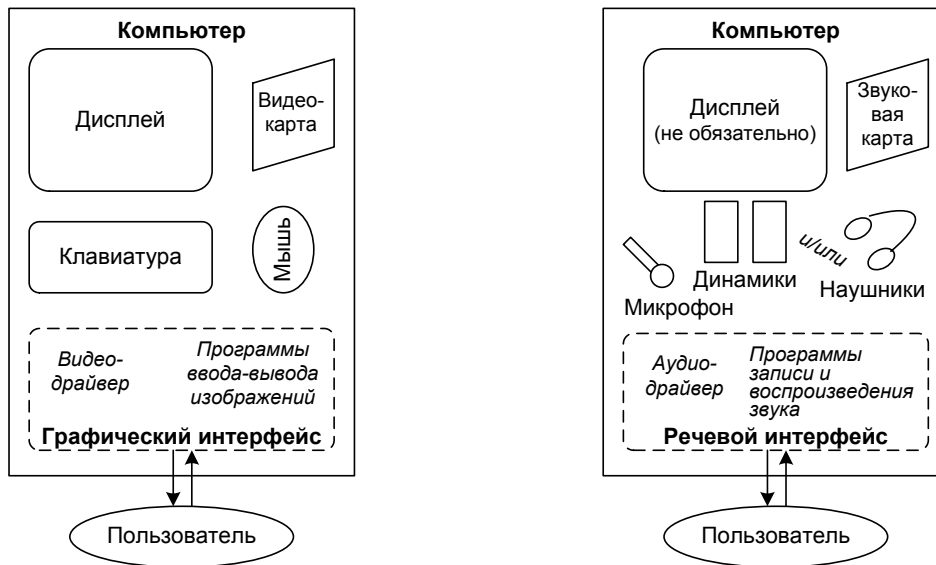 Компьютер
Дисплей
Видео-
карта
Клавиатура
Мышь
Видео-
драйвер
Программы
ввода-вывода
изображений
Графический интерфейс
Пользователь
Компьютер
Дисплей
(не обязательно)
Звуко-
вая
карта
Микрофон
Динамики
и/или
Наушники
Аудио-
драйвер
Программы
записи и
воспроизведения
звука
Речевой интерфейс
Пользователь